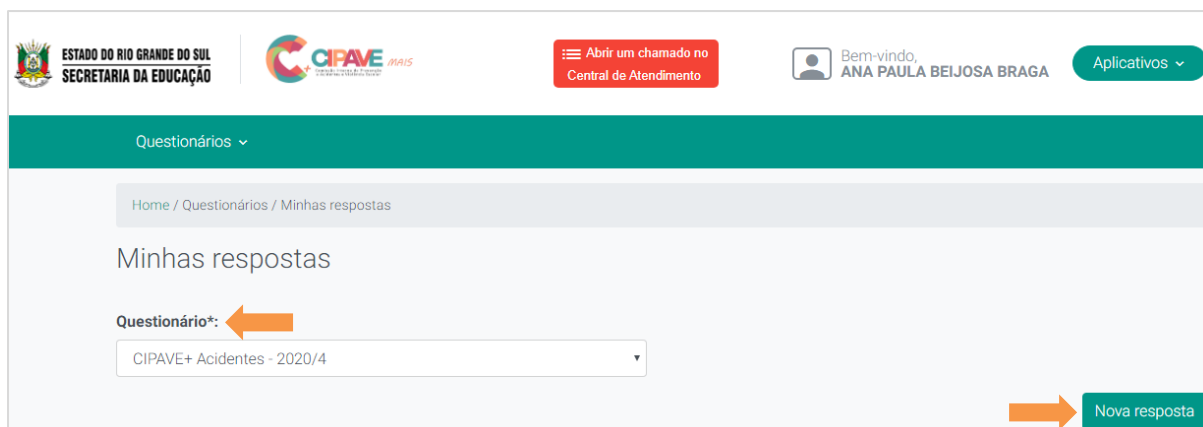 ESTADO DO RIO GRANDE DO SUL
SECRETARIA DA EDUCAÇÃO
CIPAVE MAIS
Abrir um chamado no
Central de Atendimento
Bem-vindo,
ANA PAULA BEIJOSA BRAGA
Aplicativos
Questionários
Home / Questionários / Minhas respostas
Minhas respostas
Questionário*:
CIPAVE+ Acidentes - 2020/4
Nova resposta